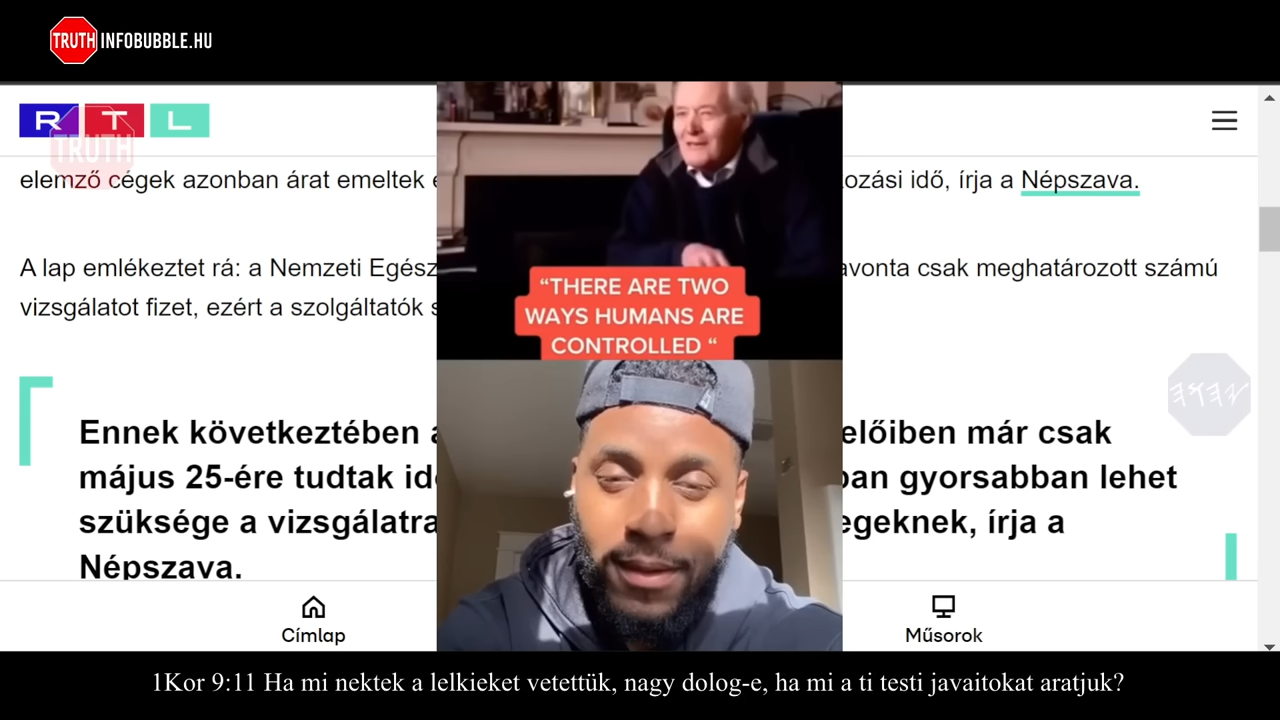 TRUTH INFOBUBBLE.HU
R T L
TRUTH
elemző cégek azonban árat emeltek
ozási idő, írja a Népszava.
A lap emlékeztet rá: a Nemzeti Egész
avonta csak meghatározott számú
vizsgálatot fizet, ezért a szolgáltatók
"THERE ARE TWO
WAYS HUMANS ARE
CONTROLLED "
Ennek következtében
előiben már csak
május 25-ére tudtak
ban gyorsabban lehet
szüksége a vizsgálatra
egeknek, írja a
Népszava.
Címlap
Műsorok
1Kor 9:11 Ha mi nektek a lelkieket vetettük, nagy dolog-e, ha mi a ti testi javaitokat aratjuk?